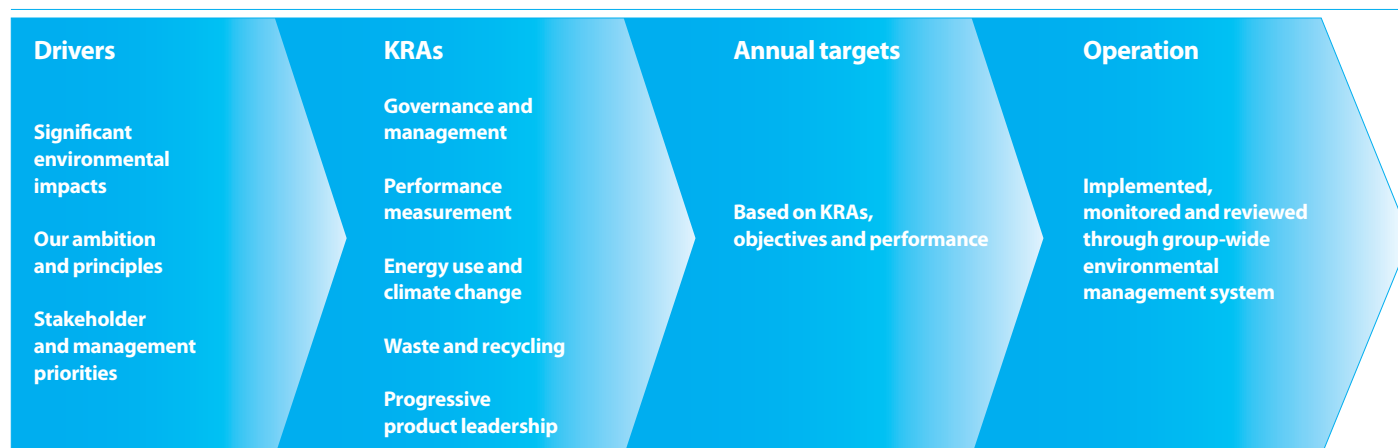 Drivers
Significant
environmental
impacts
Our ambition
and principles
Stakeholder
and management
priorities
KRAs
Governance and
management
Performance
measurement
Energy use and
climate change
Waste and recycling
Progressive
product leadership
Annual targets
Based on KRAs,
objectives and performance
Operation
Implemented,
monitored and reviewed
through group-wide
environmental
management system